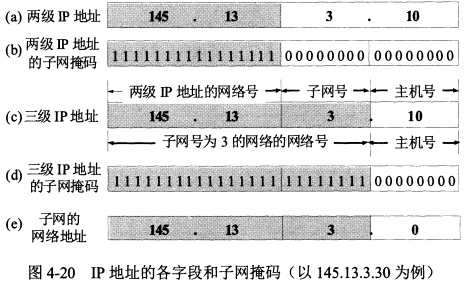 (a) 两级 IP 地址 145 . 13 3 . 10
(b) 两级 IP 地址的子网掩码 1111111111111111 00000000 00000000
两级 IP 地址的网络号 子网号 主机号
(c) 三级 IP 地址 145 . 13 . 3 . 10
子网号为 3 的网络的网络号 主机号
(d) 三级 IP 地址的子网掩码 1111111111111111 11111111 00000000
(e) 子网的网络地址 145 . 13 . 3 . 0
图 4-20 IP 地址的各字段和子网掩码（以 145.13.3.30 为例）